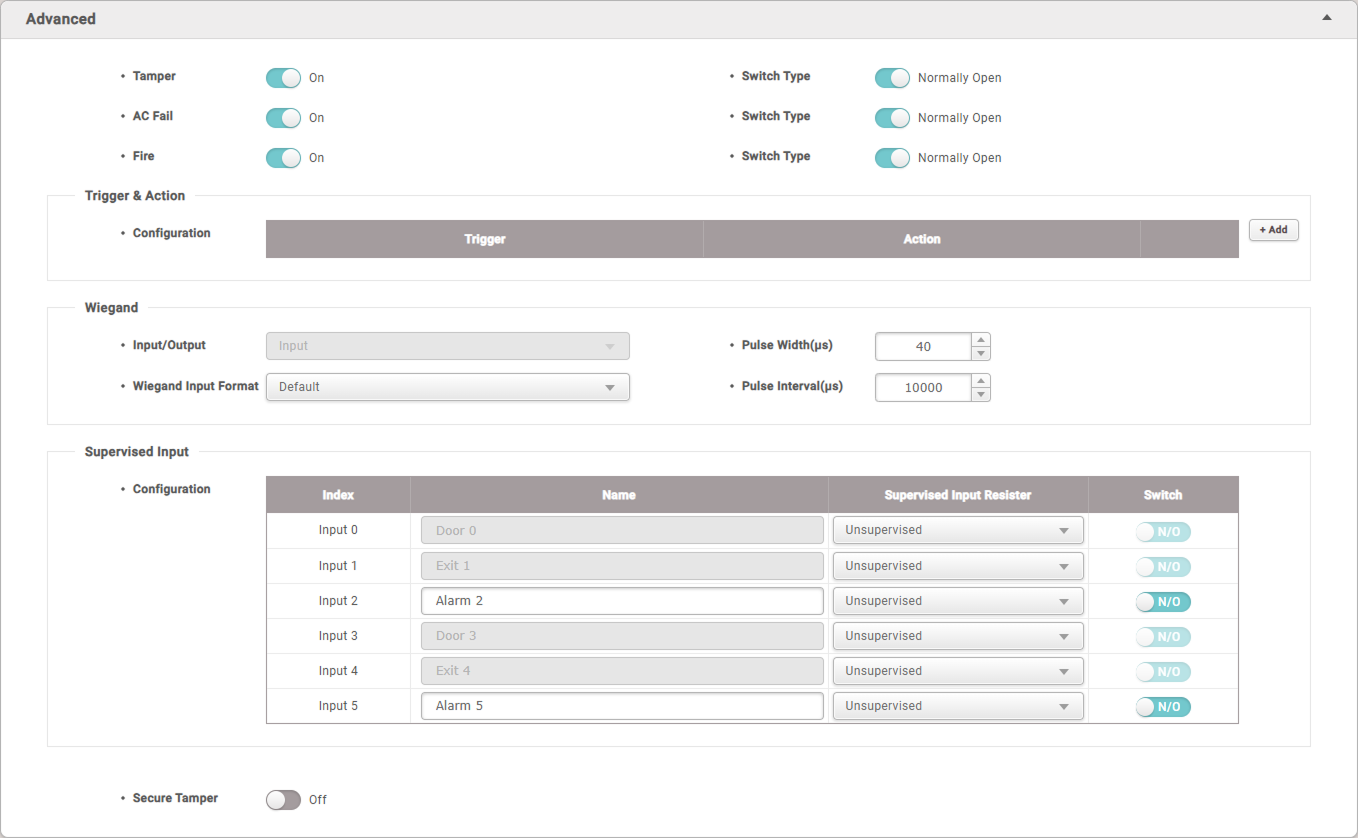 Advanced
• Tamper On • Switch Type Normally Open
• AC Fail On • Switch Type Normally Open
• Fire On • Switch Type Normally Open
Trigger & Action
• Configuration Trigger Action + Add
Wiegand
• Input/Output Input • Pulse Width(µs) 40
• Wiegand Input Format Default • Pulse Interval(µs) 10000
Supervised Input
• Configuration Index Name Supervised Input Resister Switch
Input 0 Door 0 Unsupervised N/O
Input 1 Exit 1 Unsupervised N/O
Input 2 Alarm 2 Unsupervised N/O
Input 3 Door 3 Unsupervised N/O
Input 4 Exit 4 Unsupervised N/O
Input 5 Alarm 5 Unsupervised N/O
• Secure Tamper Off